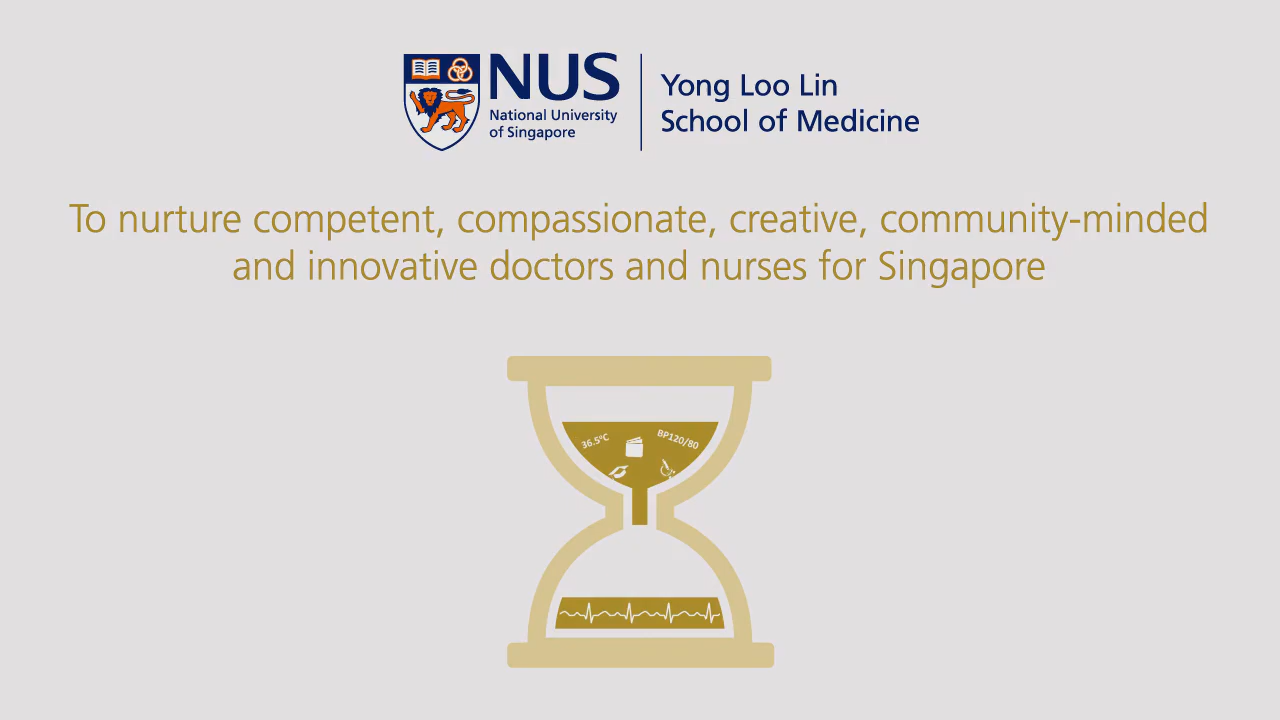 NUS
National University
of Singapore
Yong Loo Lin
School of Medicine
To nurture competent, compassionate, creative, community-minded
and innovative doctors and nurses for Singapore
36.5°C
BP120/80